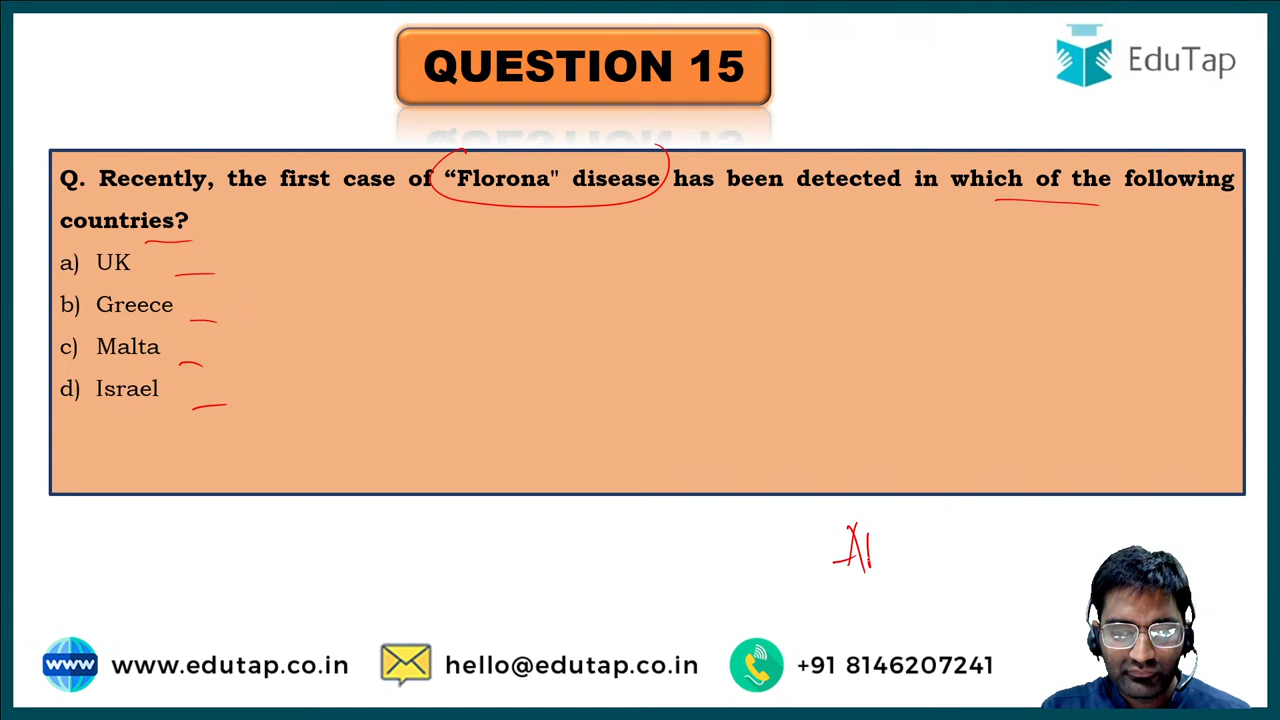 QUESTION 15
EduTap
Q. Recently, the first case of “Florona" disease has been detected in which of the following
countries?
a) UK
b) Greece
c) Malta
d) Israel
www.edutap.co.in
hello@edutap.co.in
+91 8146207241